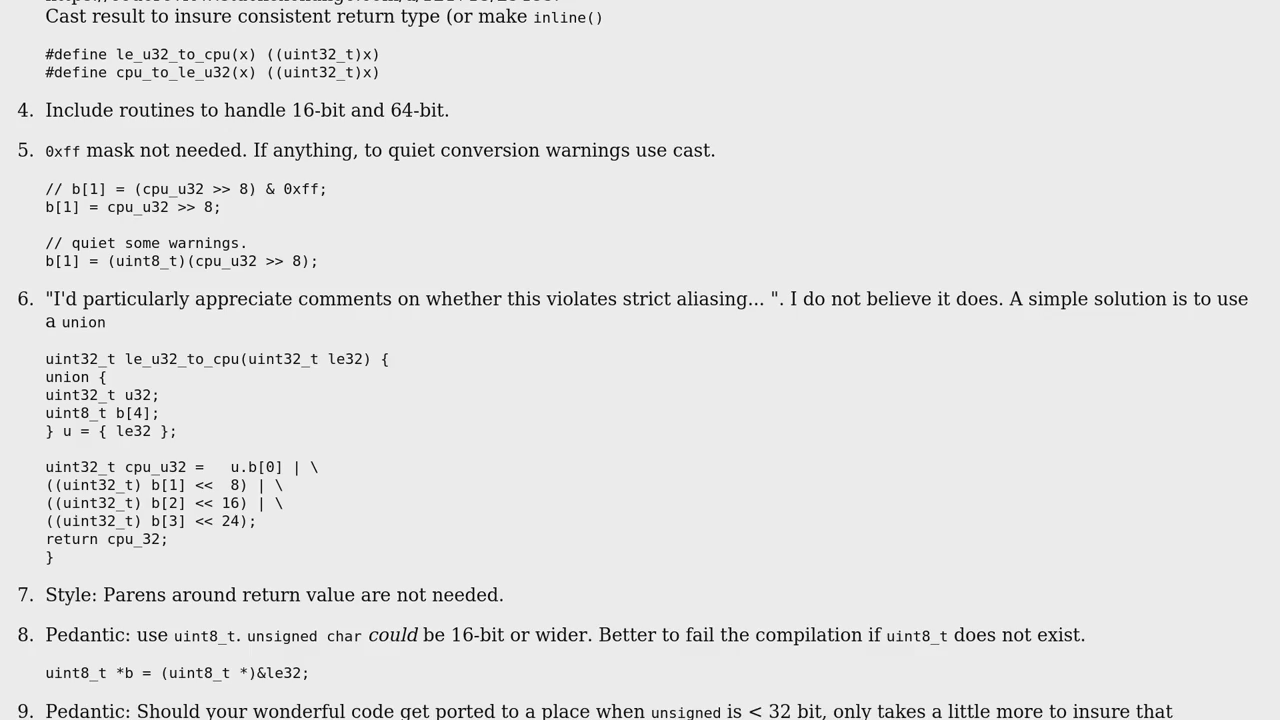 Cast result to insure consistent return type (or make inline()
#define le_u32_to_cpu(x) ((uint32_t)x)
#define cpu_to_le_u32(x) ((uint32_t)x)
4. Include routines to handle 16-bit and 64-bit.
5. 0xff mask not needed. If anything, to quiet conversion warnings use cast.
// b[1] = (cpu_u32 >> 8) & 0xff;
b[1] = cpu_u32 >> 8;
// quiet some warnings.
b[1] = (uint8_t)(cpu_u32 >> 8);
6. "I'd particularly appreciate comments on whether this violates strict aliasing... ". I do not believe it does. A simple solution is to use
a union
uint32_t le_u32_to_cpu(uint32_t le32) {
union {
uint32_t u32;
uint8_t b[4];
} u = { le32 };
uint32_t cpu_u32 =   u.b[0] | \
((uint32_t) b[1] <<  8) | \
((uint32_t) b[2] << 16) | \
((uint32_t) b[3] << 24);
return cpu_32;
}
7. Style: Parens around return value are not needed.
8. Pedantic: use uint8_t. unsigned char could be 16-bit or wider. Better to fail the compilation if uint8_t does not exist.
uint8_t *b = (uint8_t *)&le32;
9. Pedantic: Should your wonderful code get ported to a place when unsigned is < 32 bit, only takes a little more to insure that